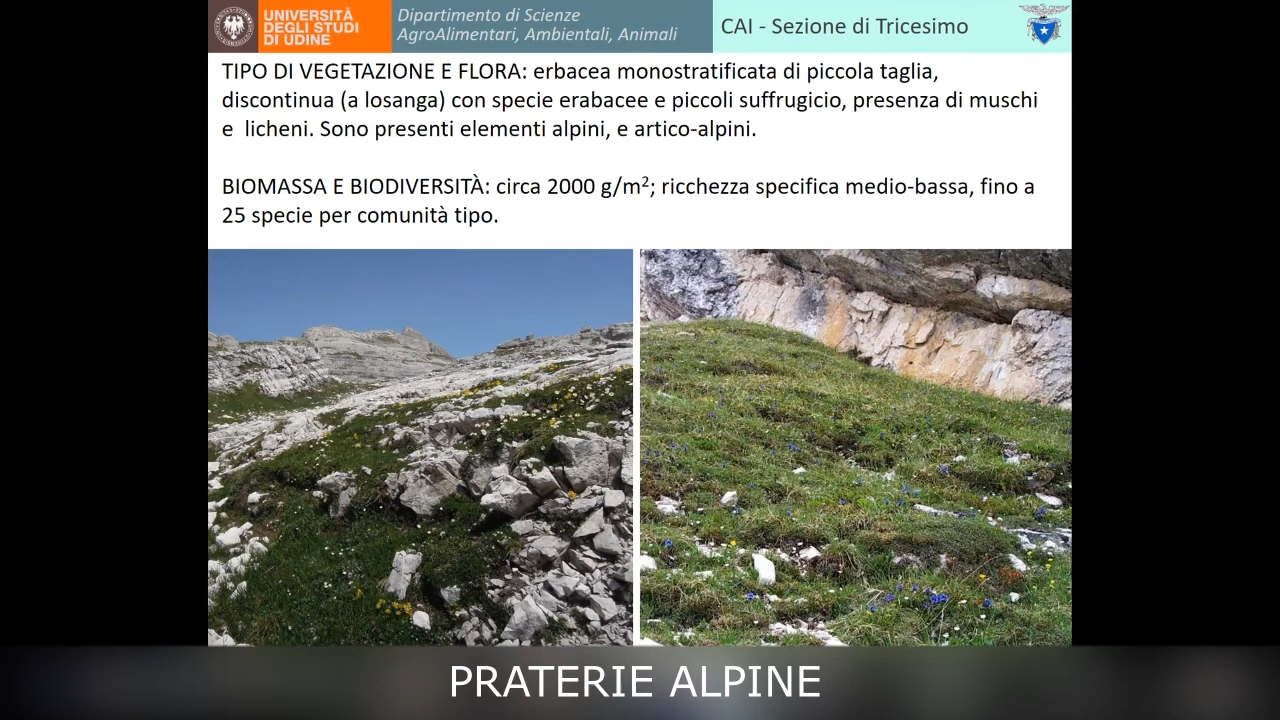 UNIVERSITÀ
DEGLI STUDI
DI UDINE
Dipartimento di Scienze
AgroAlimentari, Ambientali, Animali
CAI - Sezione di Tricesimo
TIPO DI VEGETAZIONE E FLORA: erbacea monostratificata di piccola taglia,
discontinua (a losanga) con specie erabacee e piccoli suffrugicio, presenza di muschi
e licheni. Sono presenti elementi alpini, e artico-alpini.
BIOMASSA E BIODIVERSITÀ: circa 2000 g/m²; ricchezza specifica medio-bassa, fino a
25 specie per comunità tipo.
PRATERIE ALPINE